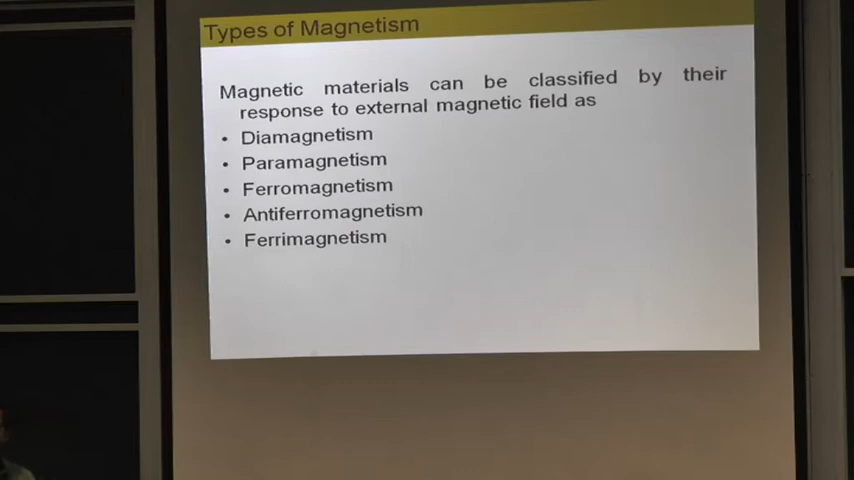 Types of Magnetism
Magnetic materials can be classified by their
response to external magnetic field as
• Diamagnetism
• Paramagnetism
• Ferromagnetism
• Antiferromagnetism
• Ferrimagnetism